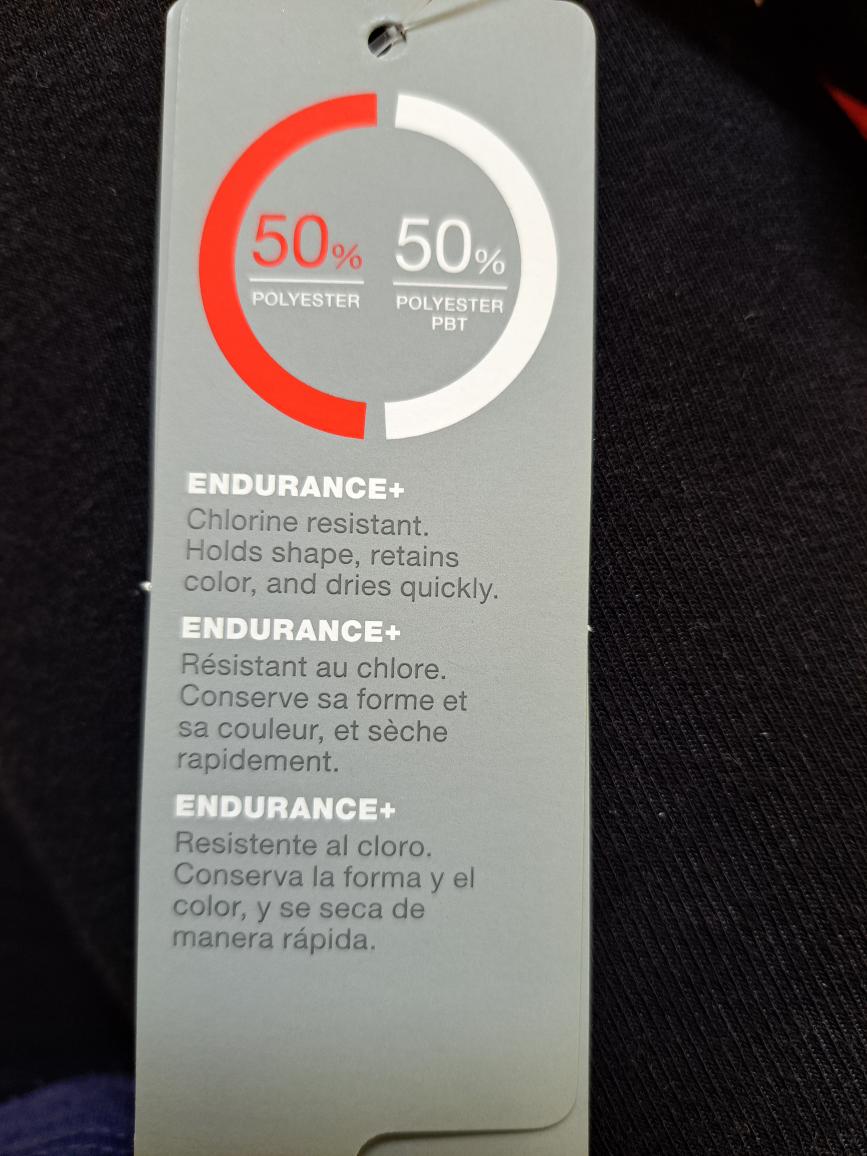 50% 50%
POLYESTER POLYESTER
PBT
ENDURANCE+
Chlorine resistant.
Holds shape, retains
color, and dries quickly.
ENDURANCE+
Résistant au chlore.
Conserve sa forme et
sa couleur, et sèche
rapidement.
ENDURANCE+
Resistente al cloro.
Conserva la forma y el
color, y se seca de
manera rápida.